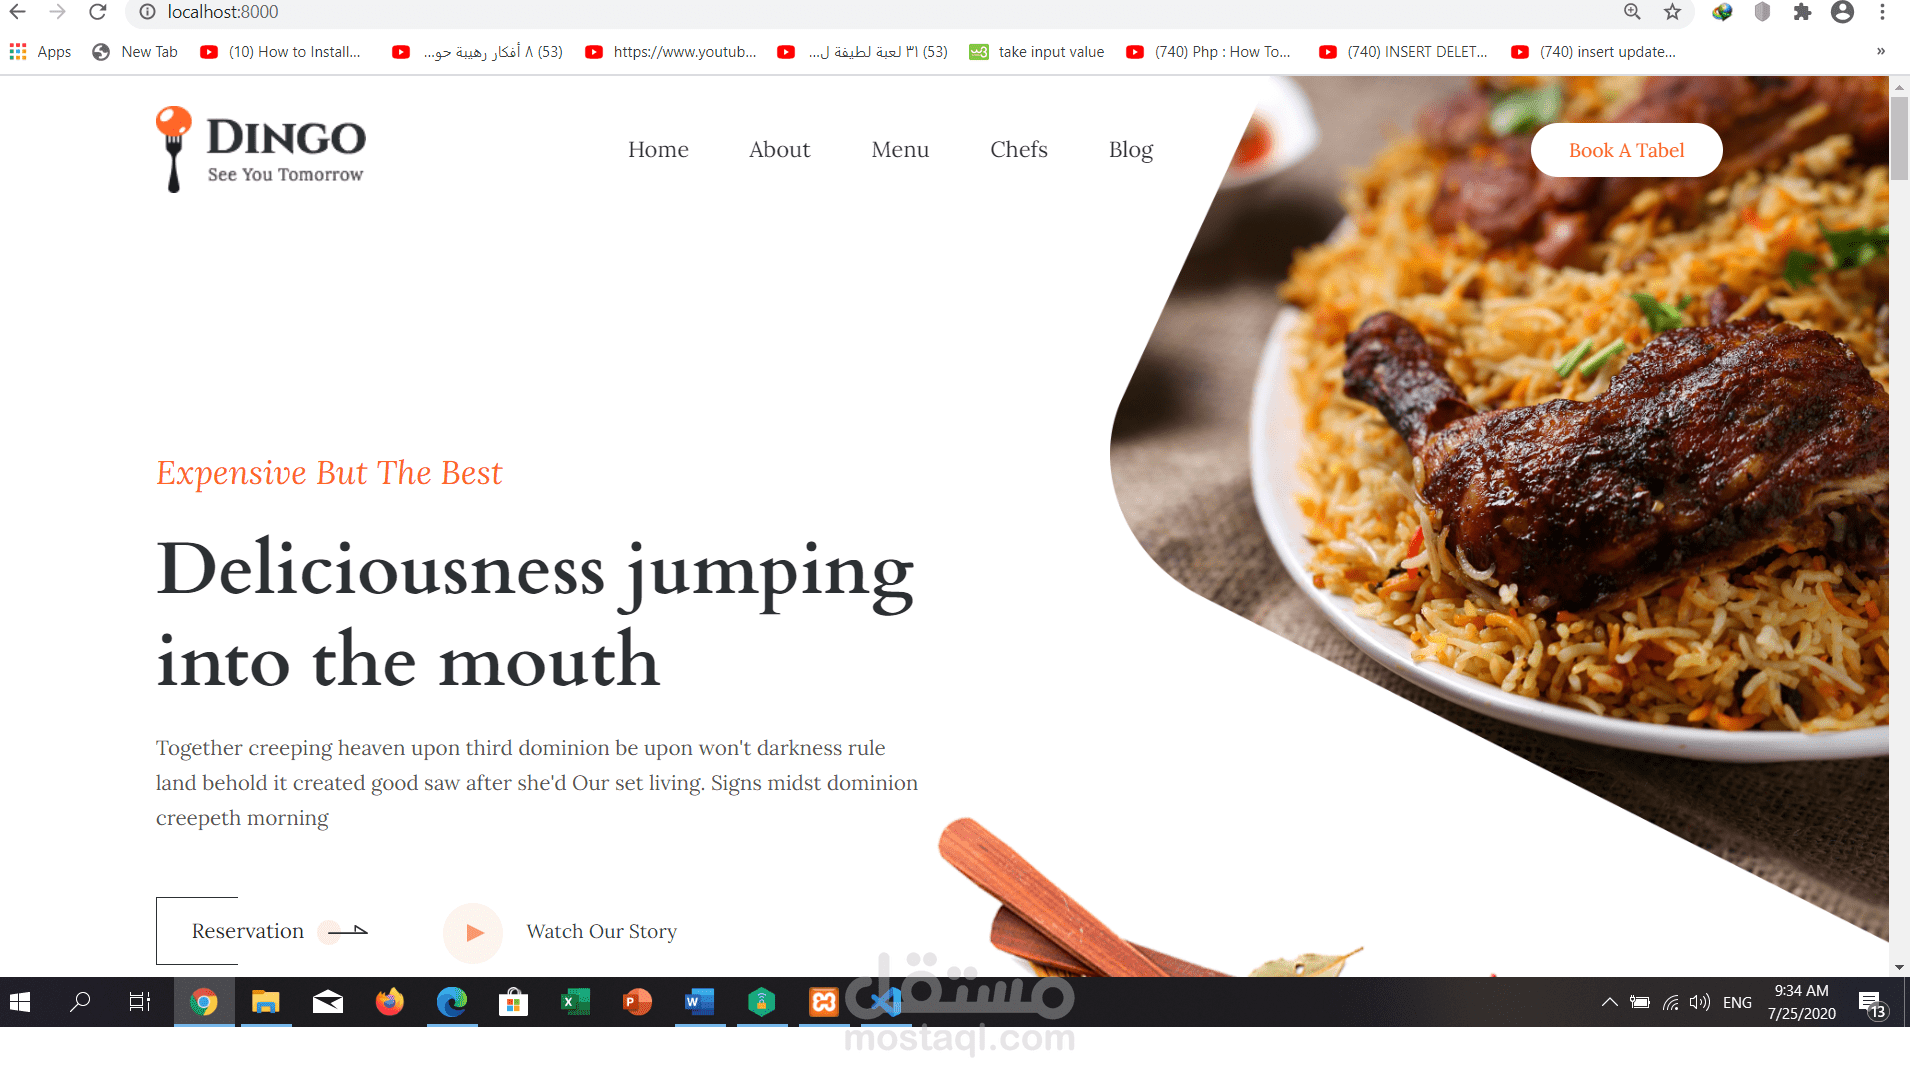 localhost:8000
Apps
New Tab
(10) How to Install...
(53) ٨ أفكار رهيبة حو...
https://www.youtub...
(53) ٣١ لعبة لطيفة ل...
take input value
(740) Php : How To...
(740) INSERT DELET...
(740) insert update...
»
DINGO
See You Tomorrow
Home
About
Menu
Chefs
Blog
Book A Tabel
Expensive But The Best
Deliciousness jumping
into the mouth
Together creeping heaven upon third dominion be upon won't darkness rule
land behold it created good saw after she'd Our set living. Signs midst dominion
creepeth morning
Reservation
Watch Our Story
ENG
9:34 AM
7/25/2020
13
مستقل
mostaql.com